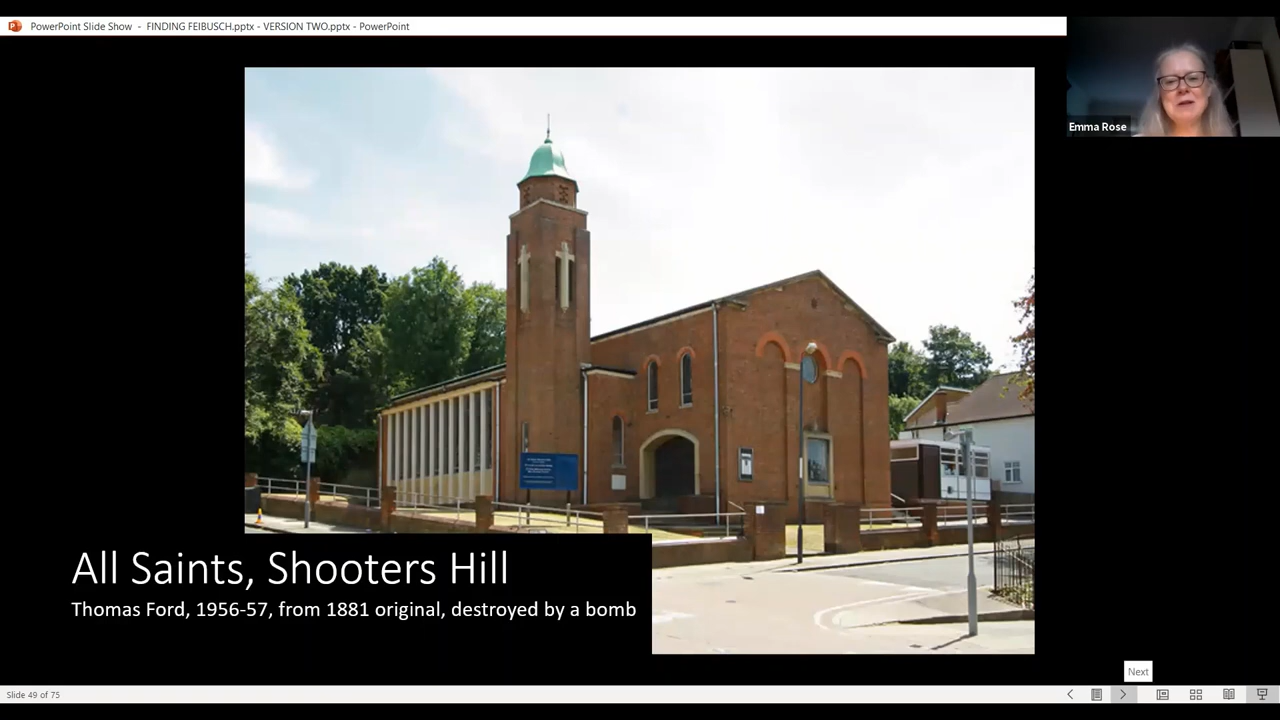 PowerPoint Slide Show - FINDING FEIBUSCH.pptx - VERSION TWO.pptx - PowerPoint
Emma Rose
All Saints, Shooters Hill
Thomas Ford, 1956-57, from 1881 original, destroyed by a bomb
Next
Slide 49 of 75